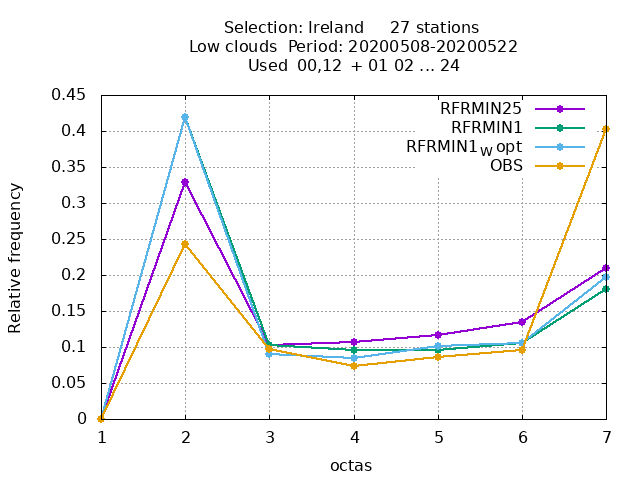 Selection: Ireland     27 stations
Low clouds  Period: 20200508-20200522
Used  00,12  + 01 02 ... 24
RFRMIN25
RFRMIN1
RFRMIN1w opt
OBS
0.45
0.4
0.35
0.3
0.25
0.2
0.15
0.1
0.05
0
Relative frequency
1 2 3 4 5 6 7
octas